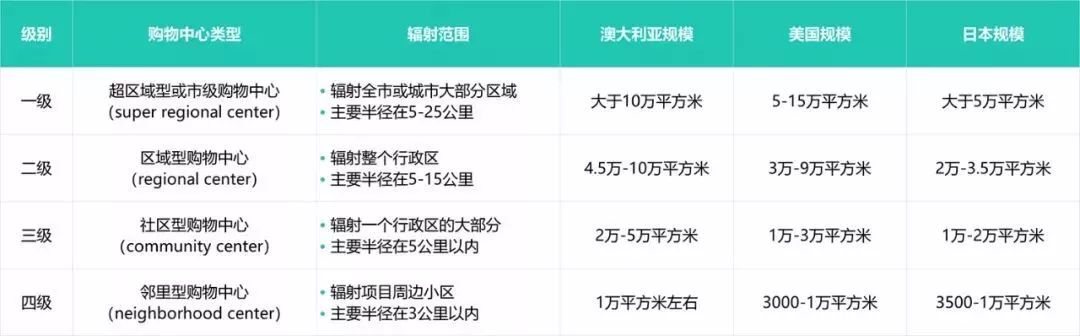 级别 购物中心类型 辐射范围 澳大利亚规模 美国规模 日本规模
一级 超区域型或市级购物中心 • 辐射全市或城市大部分区域 大于10万平方米 5-15万平方米 大于5万平方米
(super regional center) • 主要半径在5-25公里
二级 区域型购物中心 • 辐射整个行政区 4.5万-10万平方米 3万-9万平方米 2万-3.5万平方米
(regional center) • 主要半径在5-15公里
三级 社区型购物中心 • 辐射一个行政区的大部分 2万-5万平方米 1万-3万平方米 1万-2万平方米
(community center) • 主要半径在5公里以内
四级 邻里型购物中心 • 辐射项目周边小区 1万平方米左右 3000-1万平方米 3500-1万平方米
(neighborhood center) • 主要半径在3公里以内